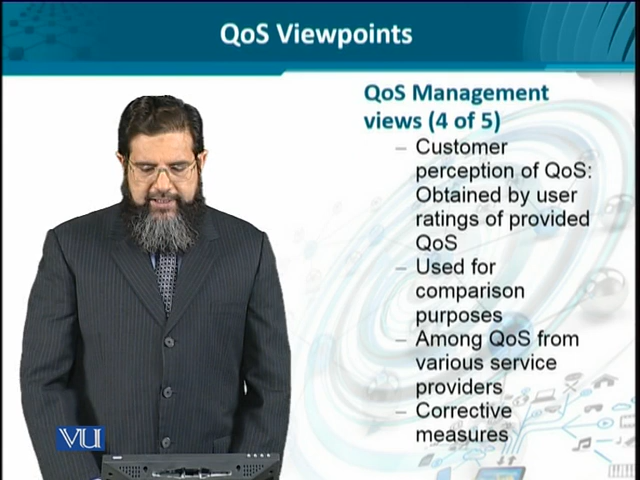 QoS Viewpoints
QoS Management
views (4 of 5)
– Customer
perception of QoS:
Obtained by user
ratings of provided
QoS
– Used for
comparison
purposes
– Among QoS from
various service
providers
– Corrective
measures
VU